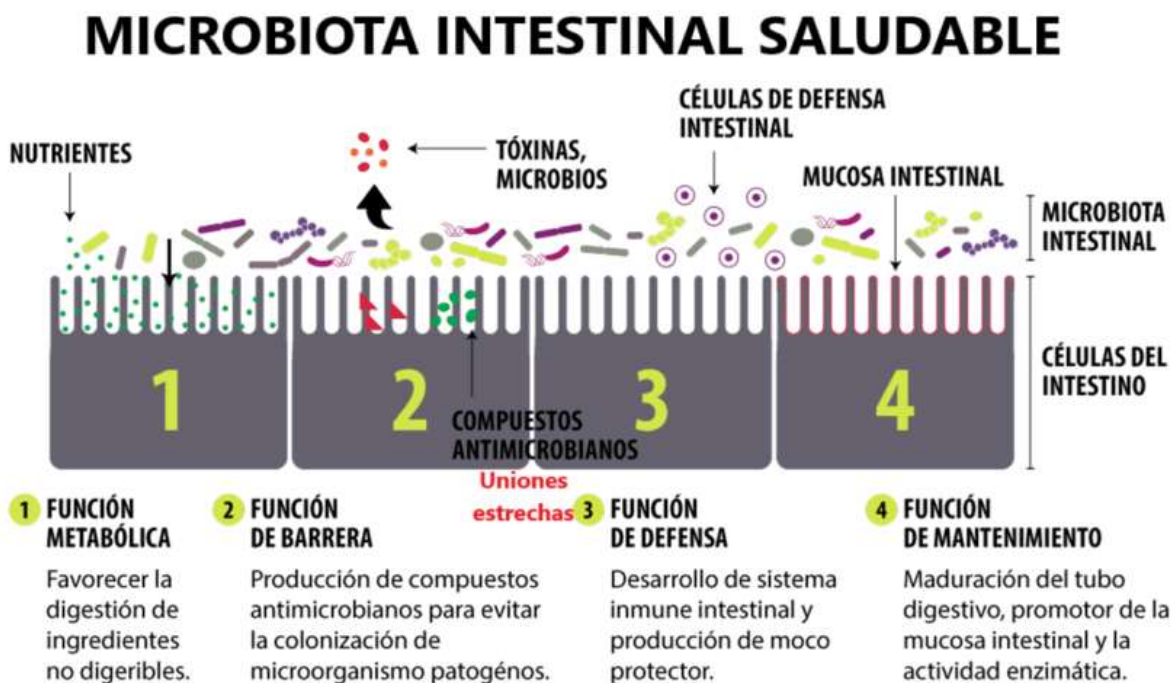 MICROBIOTA INTESTINAL SALUDABLE
NUTRIENTES
TÓXINAS,
MICROBIOS
CÉLULAS DE DEFENSA
INTESTINAL
MUCOSA INTESTINAL
MICROBIOTA
INTESTINAL
CÉLULAS DEL
INTESTINO
1
2
3
4
COMPUESTOS
ANTIMICROBIANOS
Uniones
estrechas
1 FUNCIÓN
METABÓLICA
Favorecer la
digestión de
ingredientes
no digeribles.
2 FUNCIÓN
DE BARRERA
Producción de compuestos
antimicrobianos para evitar
la colonización de
microorganismo patogénos.
3 FUNCIÓN
DE DEFENSA
Desarrollo de sistema
inmune intestinal y
producción de moco
protector.
4 FUNCIÓN
DE MANTENIMIENTO
Maduración del tubo
digestivo, promotor de la
mucosa intestinal y la
actividad enzimática.